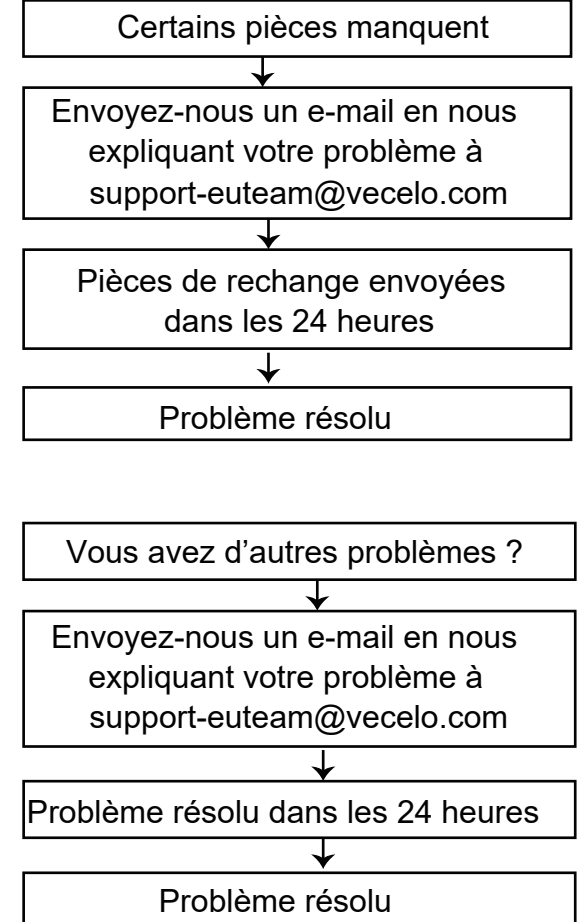 Certains pièces manquent
Envoyez-nous un e-mail en nous
expliquant votre problème à
support-euteam@vecelo.com
Pièces de rechange envoyées
dans les 24 heures
Problème résolu
Vous avez d’autres problèmes ?
Envoyez-nous un e-mail en nous
expliquant votre problème à
support-euteam@vecelo.com
Problème résolu dans les 24 heures
Problème résolu